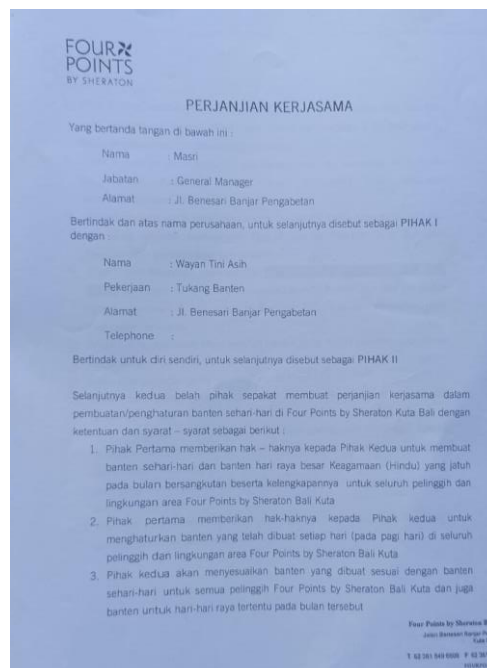 FOUR
POINTS
BY SHERATON
PERJANJIAN KERJASAMA
Yang bertanda tangan di bawah ini :
Nama : Masri
Jabatan : General Manager
Alamat : Jl. Benesari Banjar Pengabetan
Bertindak dan atas nama perusahaan, untuk selanjutnya disebut sebagai PIHAK I
dengan :
Nama : Wayan Tini Asih
Pekerjaan : Tukang Banten
Alamat : Jl. Benesari Banjar Pengabetan
Telephone :
Bertindak untuk diri sendiri, untuk selanjutnya disebut sebagai PIHAK II
Selanjutnya kedua belah pihak sepakat membuat perjanjian kerjasama dalam
pembuatan/penghaturan banten sehari-hari di Four Points by Sheraton Kuta Bali dengan
ketentuan dan syarat – syarat sebagai berikut :
1. Pihak Pertama memberikan hak – haknya kepada Pihak Kedua untuk membuat
banten sehari-hari dan banten hari raya besar Keagamaan (Hindu) yang jatuh
pada bulan bersangkutan beserta kelengkapannya untuk seluruh pelinggih dan
lingkungan area Four Points by Sheraton Bali Kuta
2. Pihak pertama memberikan hak-haknya kepada Pihak kedua untuk
menghaturkan banten yang telah dibuat setiap hari (pada pagi hari) di seluruh
pelinggih dan lingkungan area Four Points by Sheraton Bali Kuta
3. Pihak kedua akan menyesuaikan banten yang dibuat sesuai dengan banten
sehari-hari untuk semua pelinggih Four Points by Sheraton Bali Kuta dan juga
banten untuk hari-hari raya tertentu pada bulan tersebut
Four Points by Sheraton
Jalan Benesari Banjar